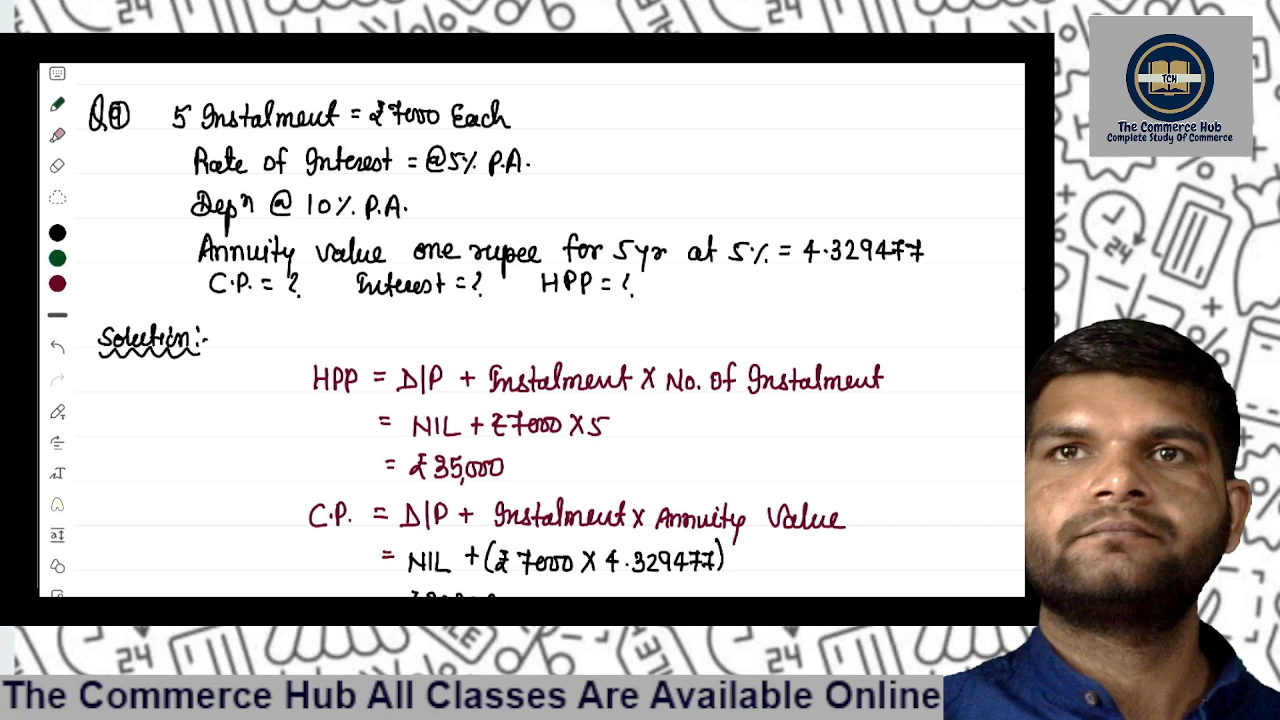 Q.7 5 Instalment = ₹7000 Each
Rate of Interest = @5% P.A.
Depn @ 10% P.A.
Annuity Value one rupee for 5yr at 5% = 4.329477
C.P. = ? Interest = ? HPP = ?
Solution:-
HPP = D/P + Instalment X No. of Instalment
= NIL + ₹7000 X 5
= ₹35,000
C.P. = D/P + Instalment x Annuity Value
= NIL + (₹7000 X 4.329477)
TCH
The Commerce Hub
Complete Study Of Commerce
The Commerce Hub All Classes Are Available Online